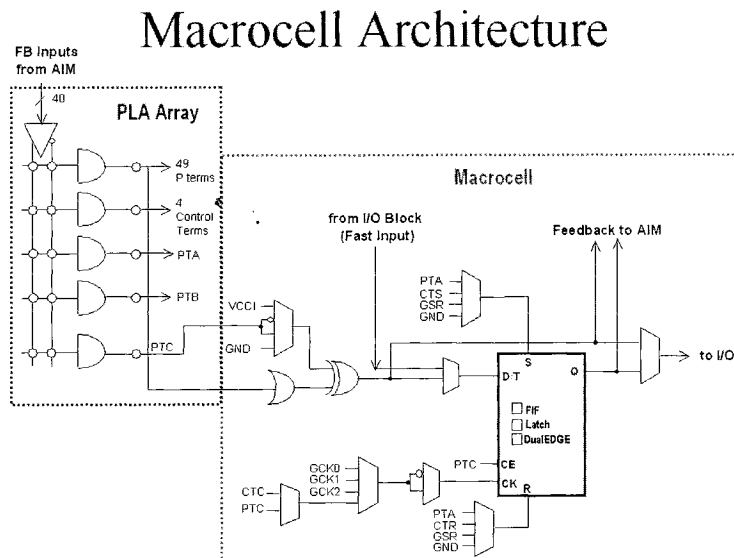 Macrocell Architecture
FB Inputs
from AIM
40
PLA Array
49
P terms
4
Control
Terms
PTA
PTB
PTC
Macrocell
from I/O Block
(Fast Input)
Feedback to AIM
PTA
CTS
GSR
GND
VCCI
GND
to I/O
S
D/T
Q
FIF
Latch
DualEDGE
PTC
CE
CK
R
GCK0
GCK1
GCK2
CTC
PTC
PTA
CTR
GSR
GND